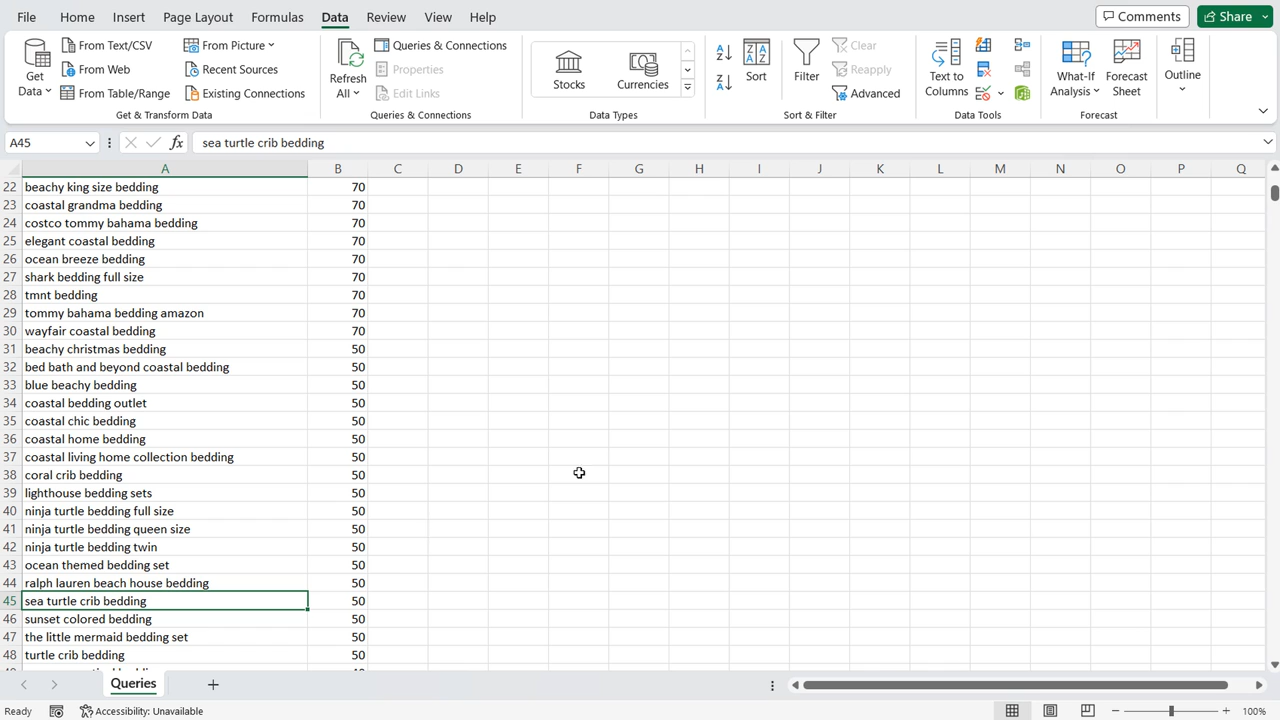 File Home Insert Page Layout Formulas Data Review View Help Comments Share
Get Data
From Text/CSV
From Web
From Table/Range
From Picture
Recent Sources
Existing Connections
Get & Transform Data
Refresh All
Queries & Connections
Properties
Edit Links
Queries & Connections
Stocks
Currencies
Data Types
Sort
Filter
Clear
Reapply
Advanced
Sort & Filter
Text to Columns
Data Tools
What-If Analysis
Forecast Sheet
Forecast
Outline
A45 fx sea turtle crib bedding
A B C D E F G H I J K L M N O P Q
22 beachy king size bedding 70
23 coastal grandma bedding 70
24 costco tommy bahama bedding 70
25 elegant coastal bedding 70
26 ocean breeze bedding 70
27 shark bedding full size 70
28 tmnt bedding 70
29 tommy bahama bedding amazon 70
30 wayfair coastal bedding 70
31 beachy christmas bedding 50
32 bed bath and beyond coastal bedding 50
33 blue beachy bedding 50
34 coastal bedding outlet 50
35 coastal chic bedding 50
36 coastal home bedding 50
37 coastal living home collection bedding 50
38 coral crib bedding 50
39 lighthouse bedding sets 50
40 ninja turtle bedding full size 50
41 ninja turtle bedding queen size 50
42 ninja turtle bedding twin 50
43 ocean themed bedding set 50
44 ralph lauren beach house bedding 50
45 sea turtle crib bedding 50
46 sunset colored bedding 50
47 the little mermaid bedding set 50
48 turtle crib bedding 50
Queries
Ready Accessibility: Unavailable 100%